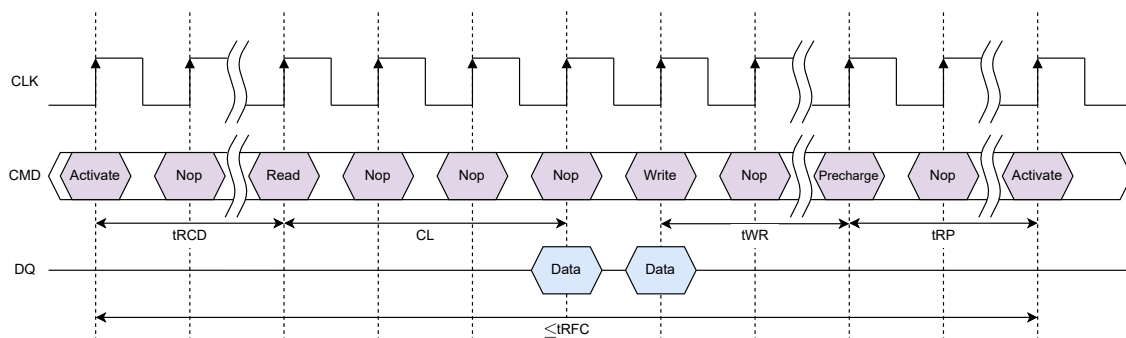 CLK
CMD Activate Nop Read Nop Nop Nop Write Nop Precharge Nop Activate
tRCD CL tWR tRP
DQ Data Data
≤tRFC